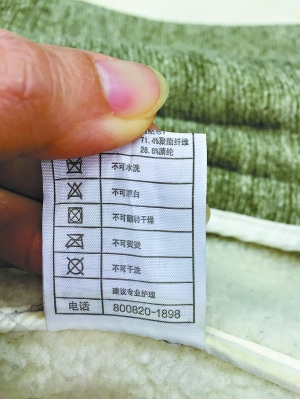 71.4%聚酯纤维
28.6%腈纶
不可水洗
不可漂白
不可翻转干燥
不可熨烫
不可干洗
建议专业护理
电话 800820-1898